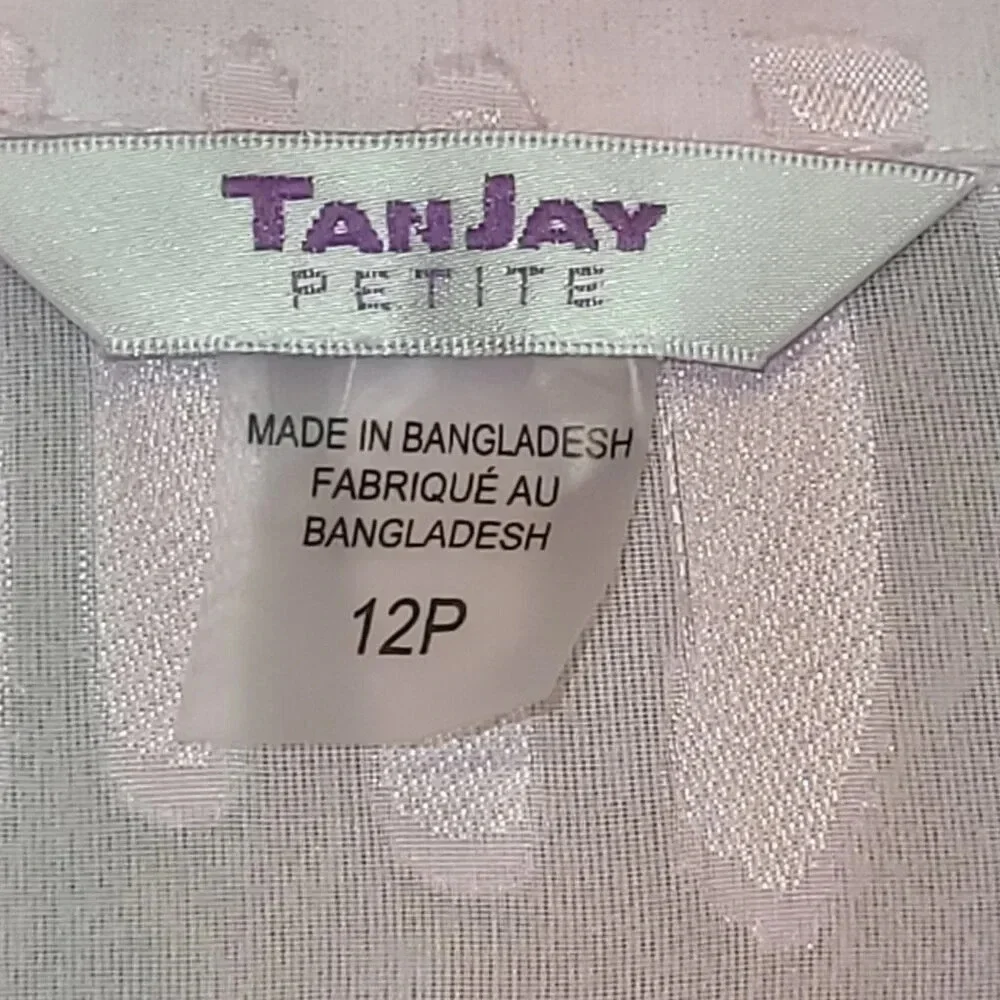 TANJAY
PETITE
MADE IN BANGLADESH
FABRIQUÉ AU
BANGLADESH
12P